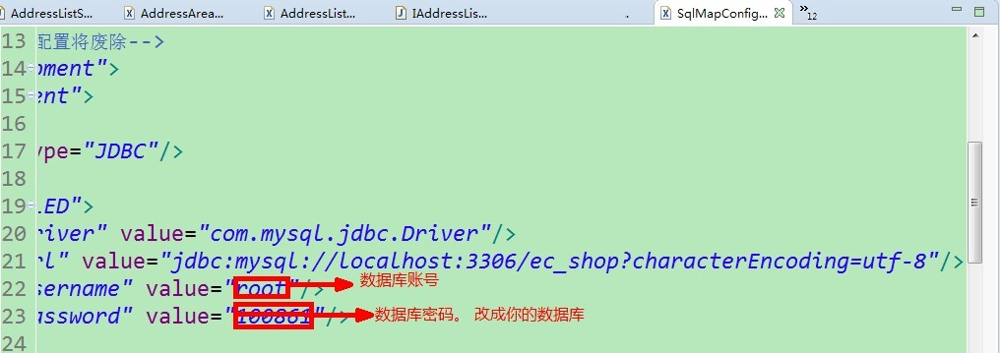 AddressListS... AddressArea... AddressList... IAddressLis... SqlMapConfig... »12
13 配置将废除-->
14 pment">
15 ent">
16
17 ype="JDBC"/>
18
19 LED">
20 river" value="com.mysql.jdbc.Driver"/>
21 rl" value="jdbc:mysql://localhost:3306/ec_shop?characterEncoding=utf-8"/>
22 sername" value="root"/> 数据库账号
23 assword" value="100861"/> 数据库密码。 改成你的数据库
24